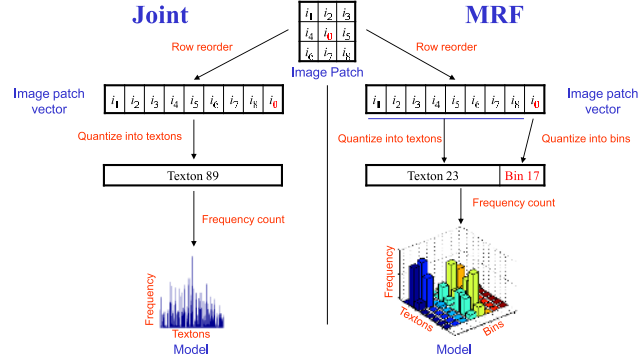 Joint
MRF
i1 i2 i3
i4 i0 i5
i6 i7 i8
Row reorder
Row reorder
Image Patch
Image patch
vector
i1 i2 i3 i4 i5 i6 i7 i8 i0
i1 i2 i3 i4 i5 i6 i7 i8 i0
Image patch
vector
Quantize into textons
Quantize into textons
Quantize into bins
Texton 89
Texton 23
Bin 17
Frequency count
Frequency count
Frequency
Textons
Model
Frequency
Textons
Bins
Model